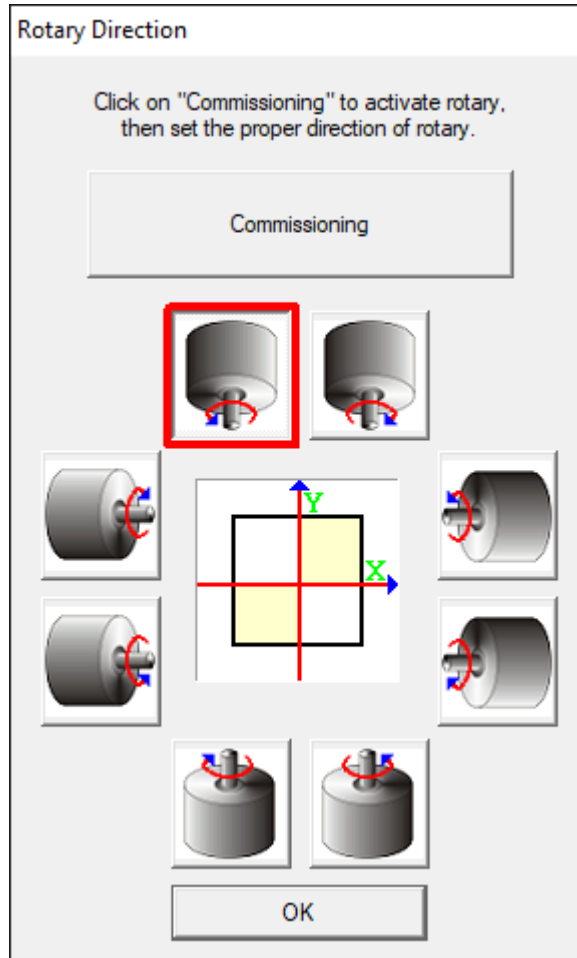 Rotary Direction
Click on "Commissioning" to activate rotary,
then set the proper direction of rotary.
Commissioning
Y
X
OK